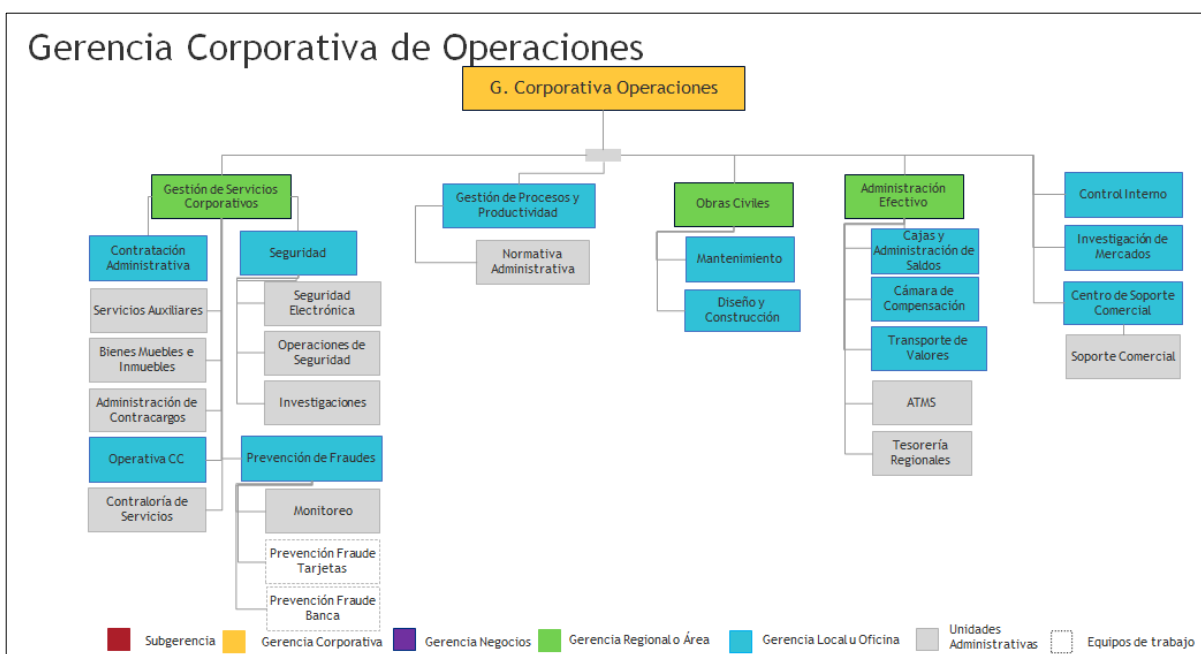 Gerencia Corporativa de Operaciones
G. Corporativa Operaciones
Gestión de Servicios
Corporativos
Contratación
Administrativa
Servicios Auxiliares
Bienes Muebles e
Inmuebles
Administración de
Contracargos
Operativa CC
Contraloría de
Servicios
Seguridad
Seguridad
Electrónica
Operaciones de
Seguridad
Investigaciones
Prevención de Fraudes
Monitoreo
Prevención Fraude
Tarjetas
Prevención Fraude
Banca
Gestión de Procesos y
Productividad
Normativa
Administrativa
Obras Civiles
Mantenimiento
Diseño y
Construcción
Administración
Efectivo
Cajas y
Administración de
Saldos
Cámara de
Compensación
Transporte de
Valores
ATMS
Tesorería
Regionales
Control Interno
Investigación de
Mercados
Centro de Soporte
Comercial
Soporte Comercial
Subgerencia
Gerencia Corporativa
Gerencia Negocios
Gerencia Regional o Área
Gerencia Local u Oficina
Unidades
Administrativas
Equipos de trabajo